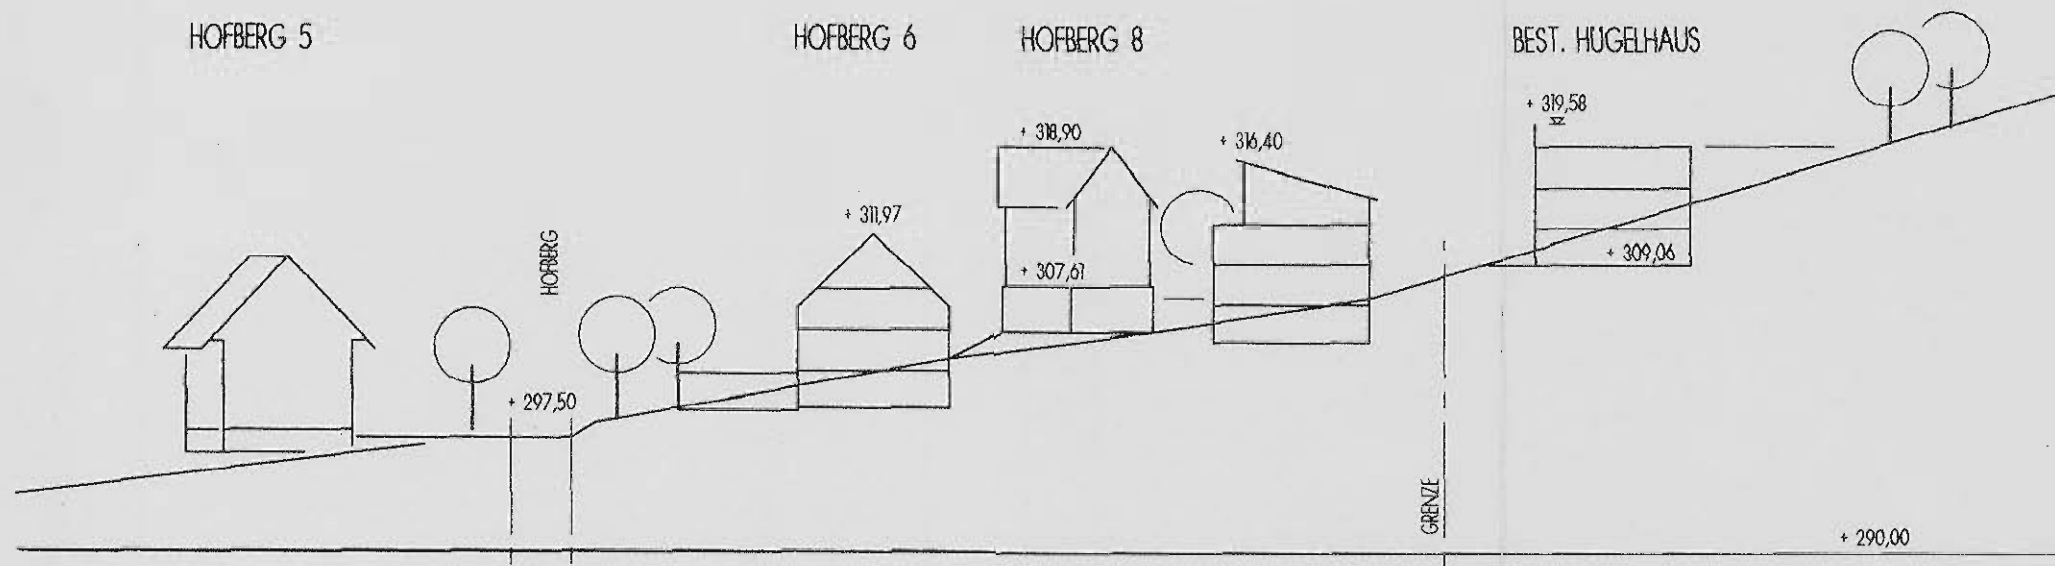 HOFBERG 5
HOFBERG 6
HOFBERG 8
BEST. HÜGELHAUS
+ 319,58
+ 318,90
+ 316,40
+ 311,97
HOFBERG
+ 309,06
+ 307,61
+ 297,50
GRENZE
+ 290,00